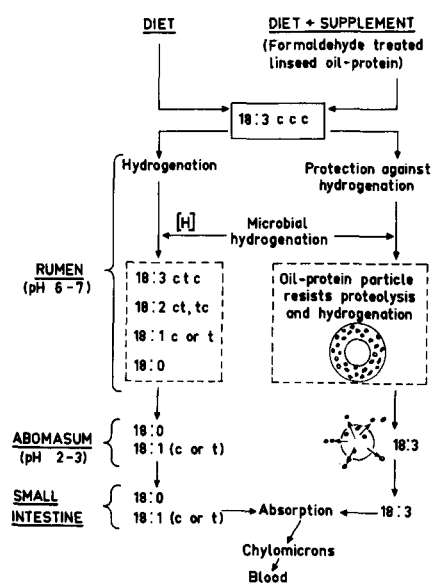 DIET
DIET + SUPPLEMENT
(Formaldehyde treated
linseed oil-protein)
18:3 c c c
Hydrogenation
Protection against
hydrogenation
[H]
Microbial
hydrogenation
RUMEN
(pH 6-7)
18:3 c t c
18:2 ct, tc
18:1 c or t
18:0
Oil-protein particle
resists proteolysis
and hydrogenation
ABOMASUM
(pH 2-3)
18:0
18:1 (c or t)
18:3
SMALL
INTESTINE
18:0
18:1 (c or t)
Absorption
18:3
Chylomicrons
Blood